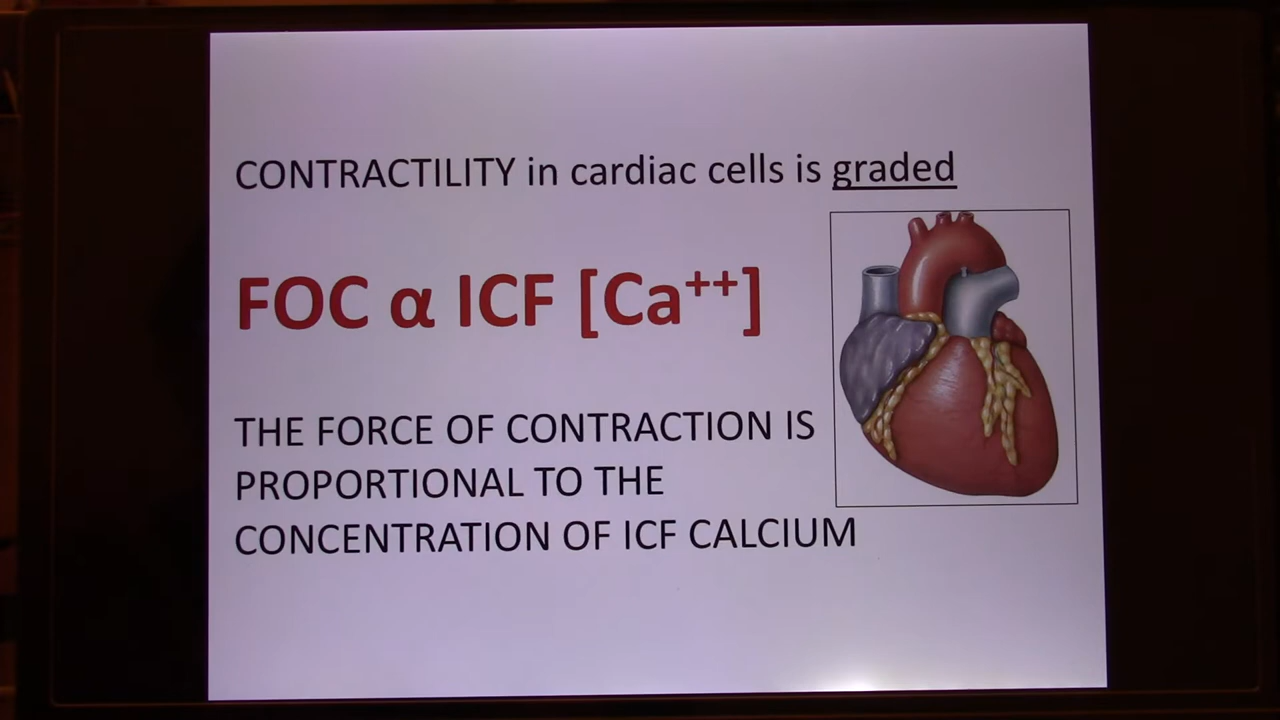 CONTRACTILITY in cardiac cells is graded
FOC α ICF [Ca⁺⁺]
THE FORCE OF CONTRACTION IS
PROPORTIONAL TO THE
CONCENTRATION OF ICF CALCIUM